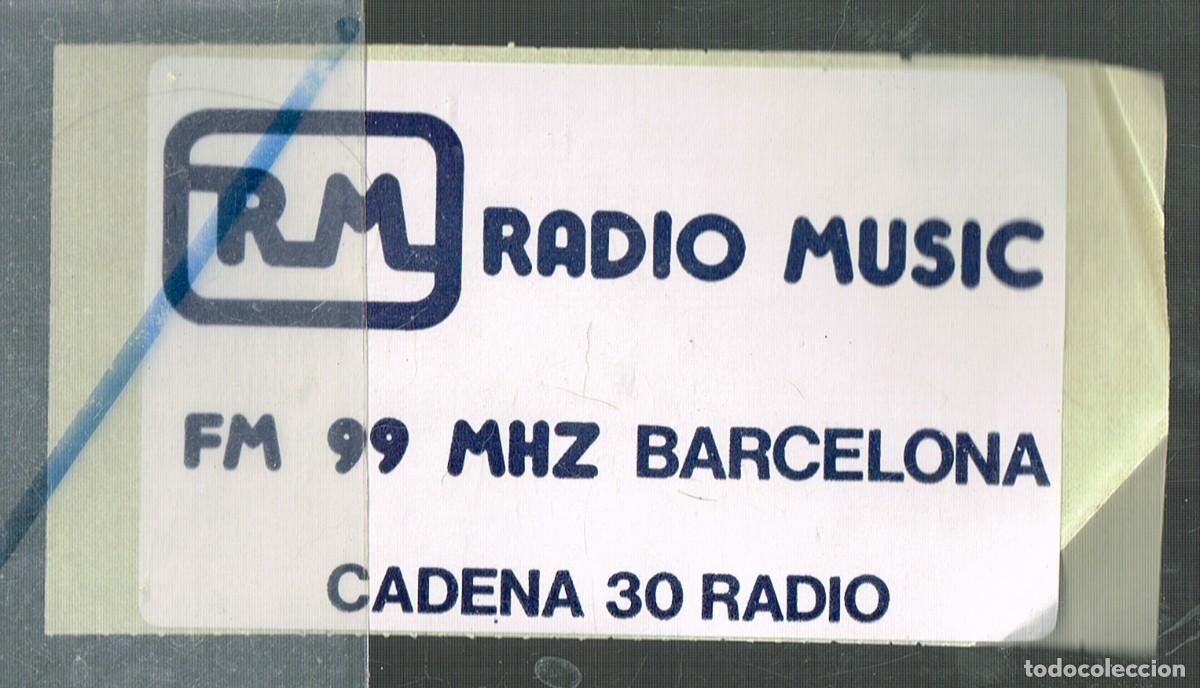 RM RADIO MUSIC
FM 99 MHZ BARCELONA
CADENA 30 RADIO
todocoleccion